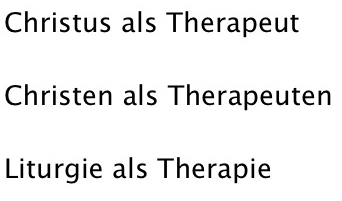 Christus als Therapeut
Christen als Therapeuten
Liturgie als Therapie